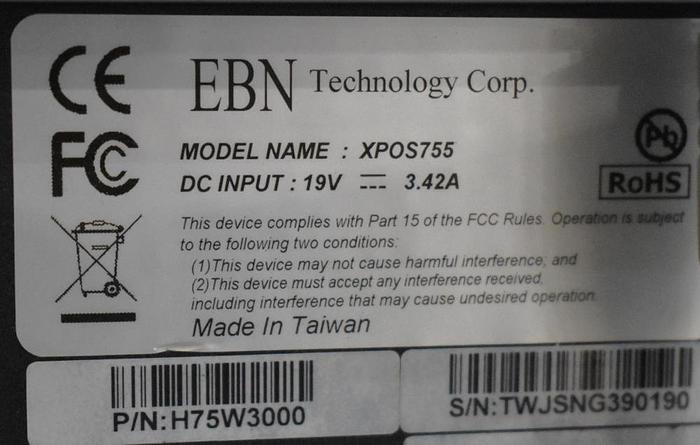 CE
EBN Technology Corp.
FC
MODEL NAME : XPOS755
DC INPUT : 19V ⎓ 3.42A
Pb
RoHS
This device complies with Part 15 of the FCC Rules. Operation is subject
to the following two conditions:
(1)This device may not cause harmful interference, and
(2)This device must accept any interference received,
including interference that may cause undesired operation.
Made In Taiwan
P/N:H75W3000
S/N:TWJSNG390190